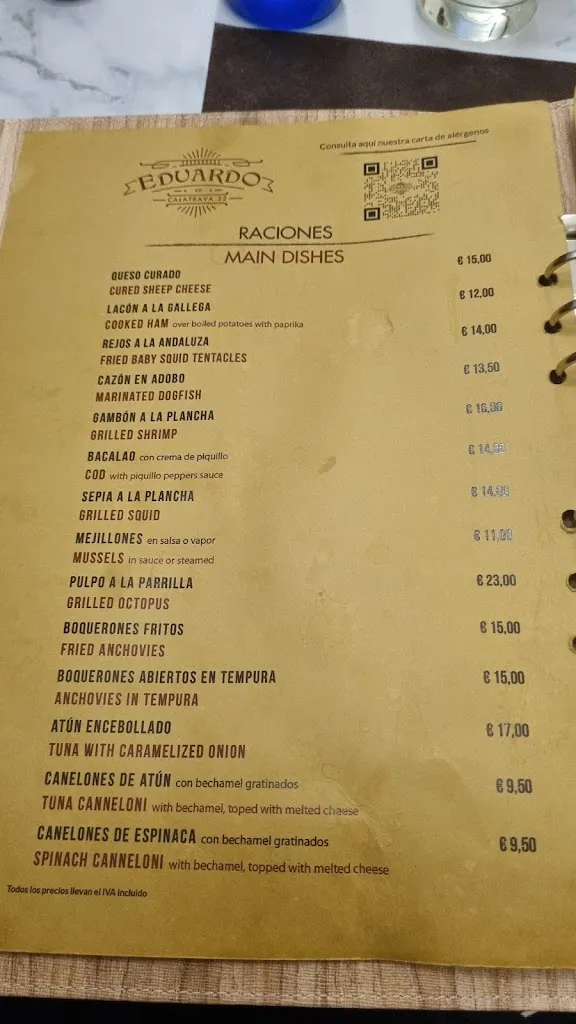 Consulta aquí nuestra carta de alérgenos
EDUARDO
CALATRAVA
RACIONES
MAIN DISHES
QUESO CURADO € 15,00
CURED SHEEP CHEESE
LACÓN A LA GALLEGA € 12,00
COOKED HAM over boiled potatoes with paprika
REJOS A LA ANDALUZA € 14,00
FRIED BABY SQUID TENTACLES
CAZÓN EN ADOBO € 13,50
MARINATED DOGFISH
GAMBÓN A LA PLANCHA € 16,00
GRILLED SHRIMP
BACALAO con crema de piquillo € 14,00
COD with piquillo peppers sauce
SEPIA A LA PLANCHA € 14,00
GRILLED SQUID
MEJILLONES en salsa o vapor € 11,00
MUSSELS in sauce or steamed
PULPO A LA PARRILLA € 23,00
GRILLED OCTOPUS
BOQUERONES FRITOS € 15,00
FRIED ANCHOVIES
BOQUERONES ABIERTOS EN TEMPURA € 15,00
ANCHOVIES IN TEMPURA
ATÚN ENCEBOLLADO € 17,00
TUNA WITH CARAMELIZED ONION
CANELONES DE ATÚN con bechamel gratinados € 9,50
TUNA CANNELONI with bechamel, toped with melted cheese
CANELONES DE ESPINACA con bechamel gratinados € 9,50
SPINACH CANNELONI with bechamel, topped with melted cheese
Todos los precios llevan el IVA incluido